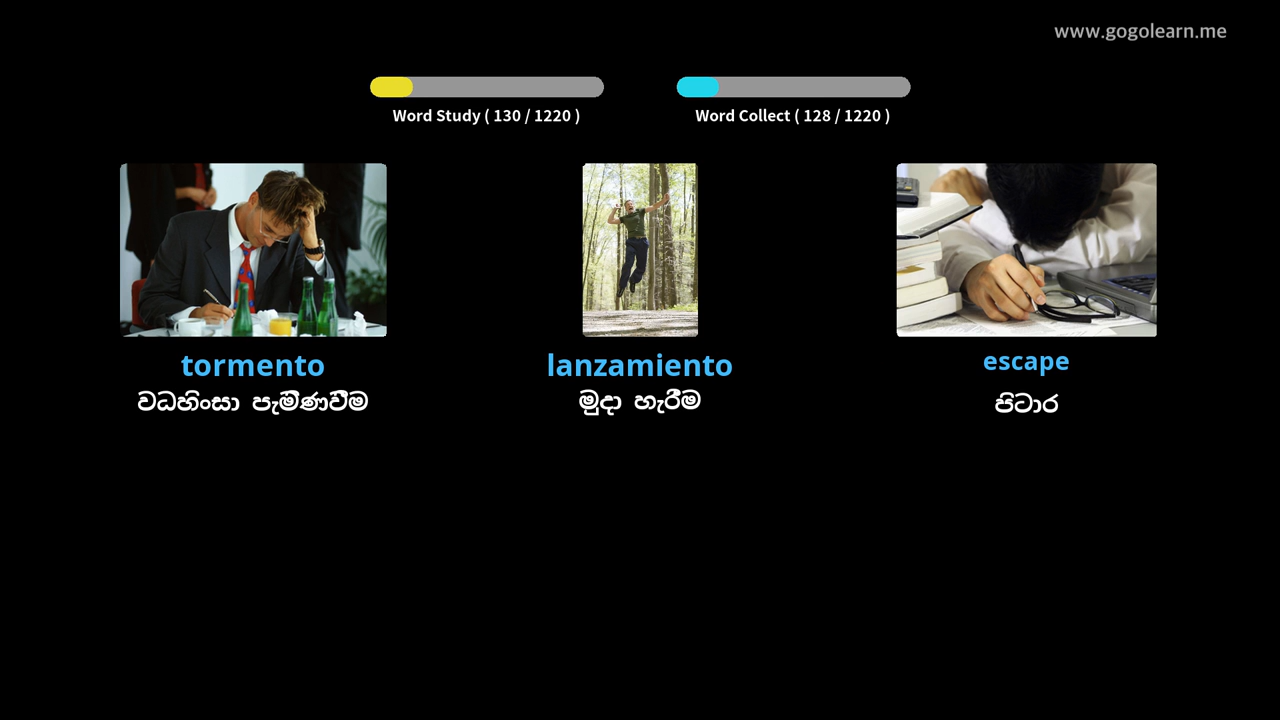 www.gogolearn.me
Word Study ( 130 / 1220 )
Word Collect ( 128 / 1220 )
tormento
වධහිංසා පැමිණවීම
lanzamiento
මුදා හැරීම
escape
පිටාර